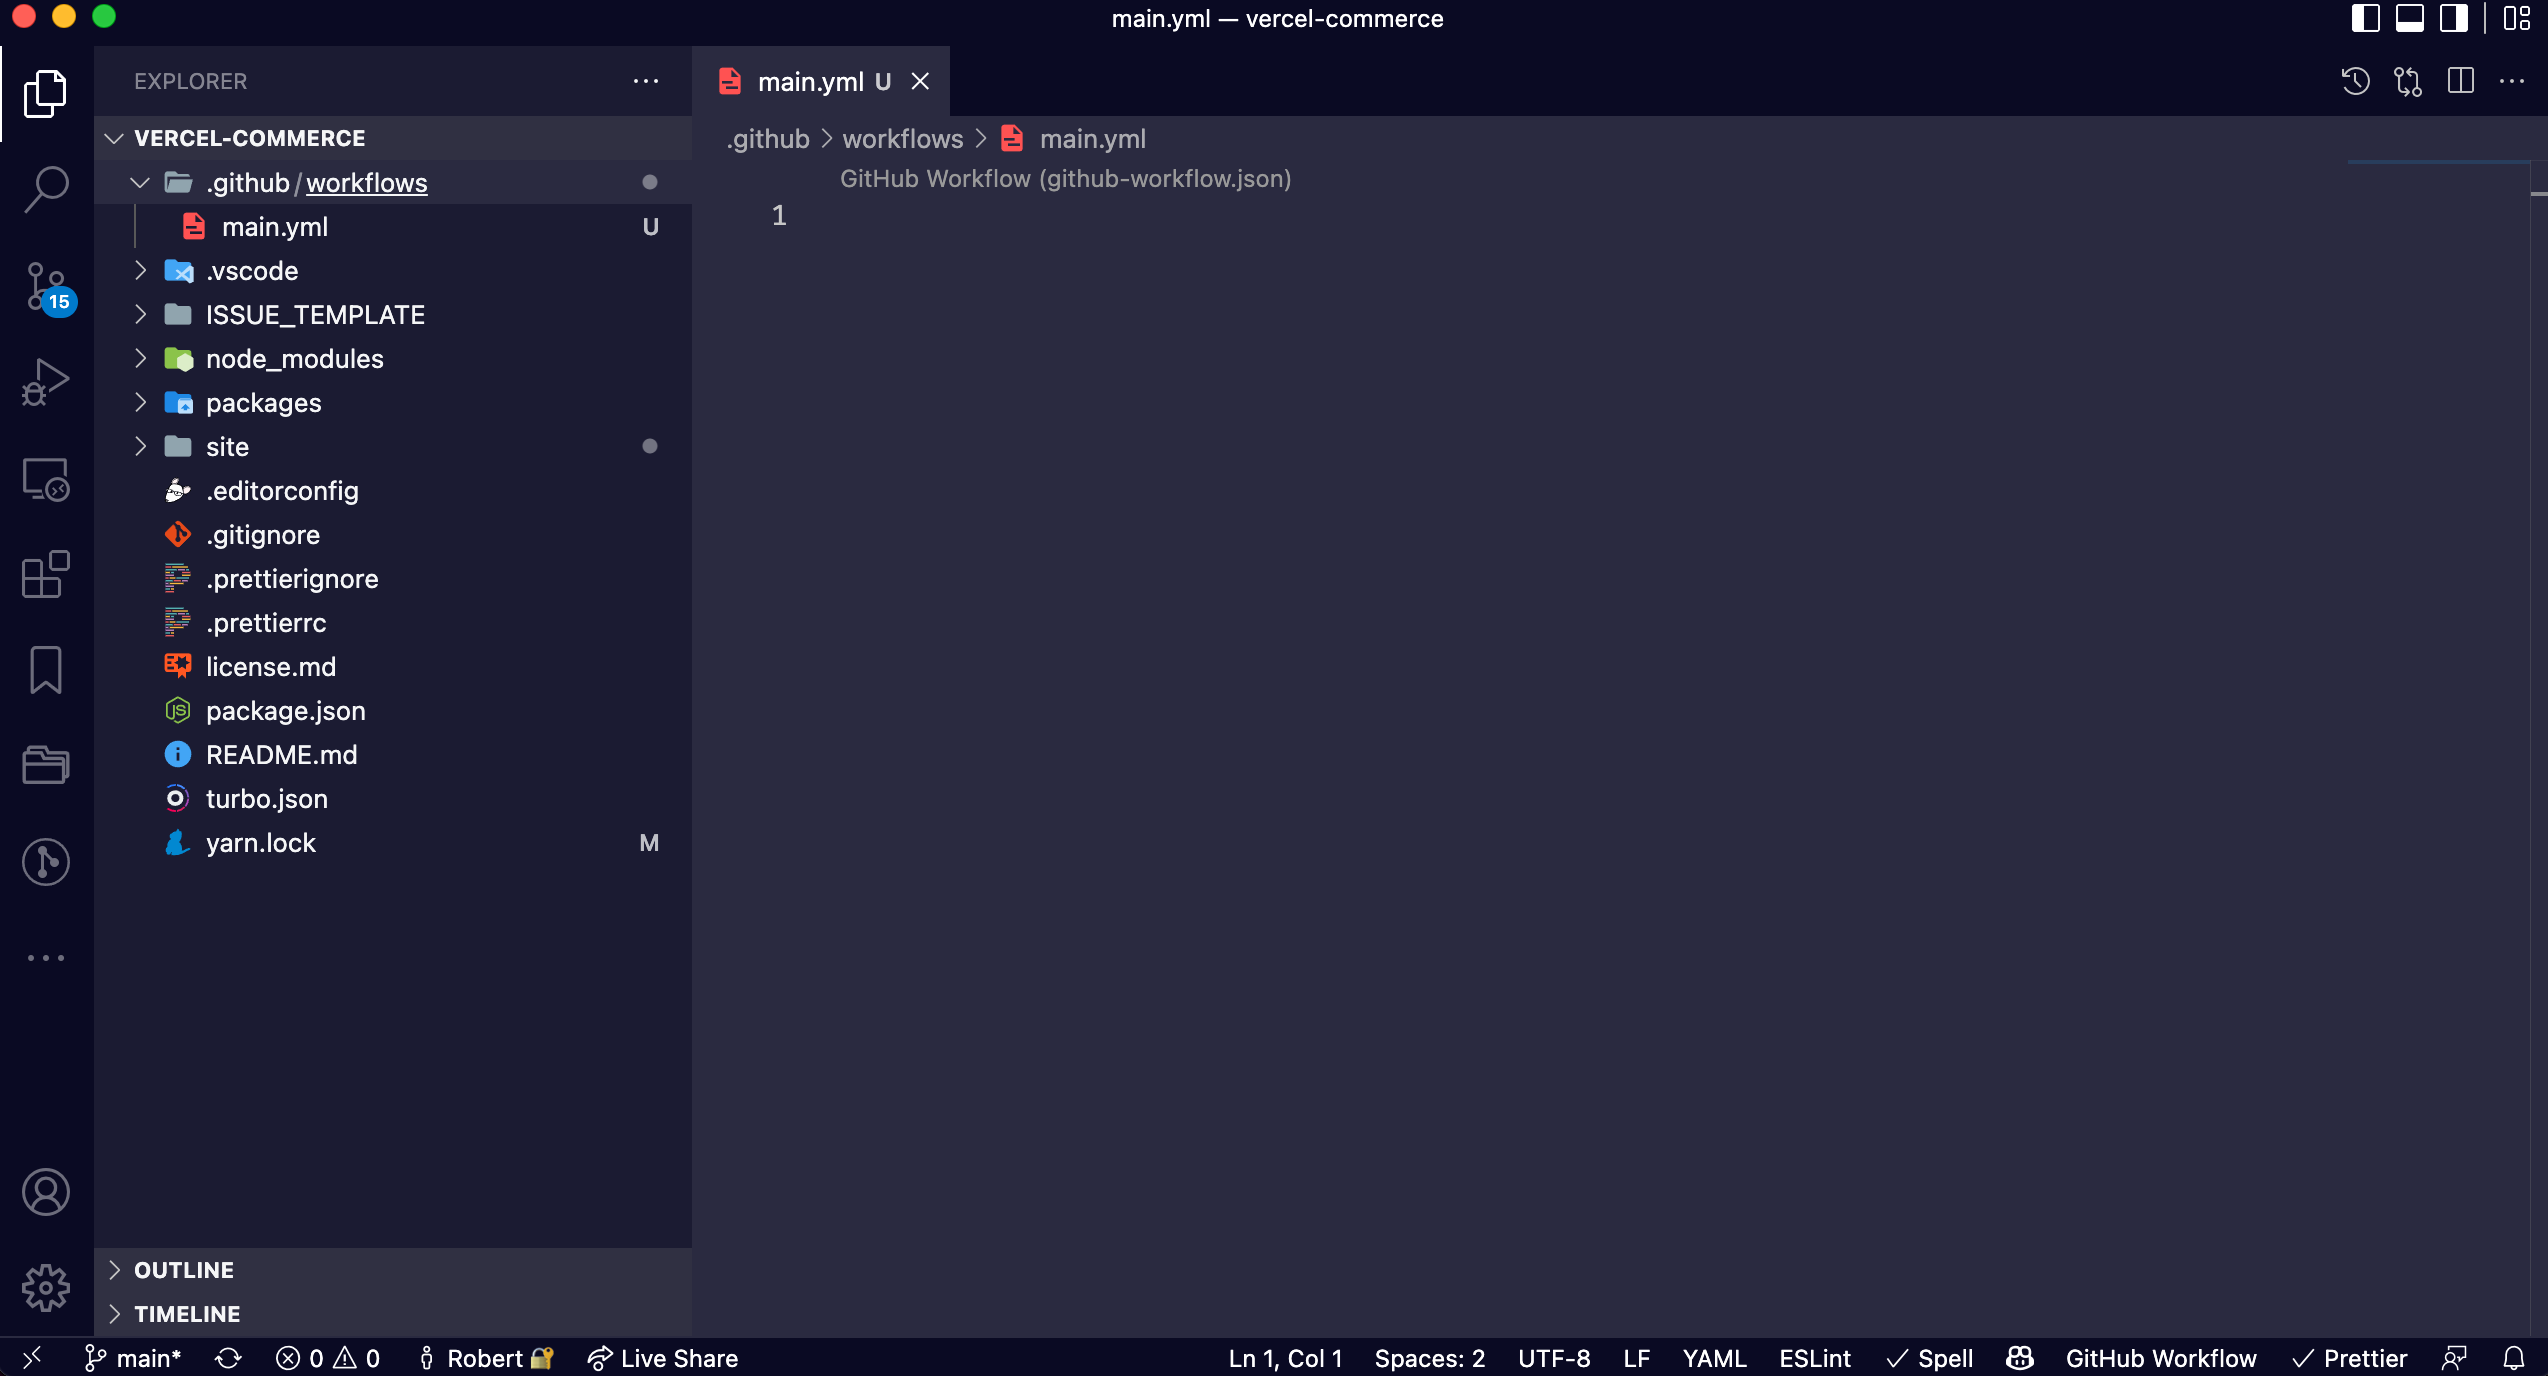 main.yml — vercel-commerce
EXPLORER
main.yml U
VERCEL-COMMERCE
.github > workflows > main.yml
.github/workflows
GitHub Workflow (github-workflow.json)
main.yml U
1
.vscode
ISSUE_TEMPLATE
15
node_modules
packages
site
.editorconfig
.gitignore
.prettierignore
.prettierrc
license.md
package.json
README.md
turbo.json
yarn.lock M
OUTLINE
TIMELINE
main* 0 0 Robert Live Share Ln 1, Col 1 Spaces: 2 UTF-8 LF YAML ESLint Spell GitHub Workflow Prettier